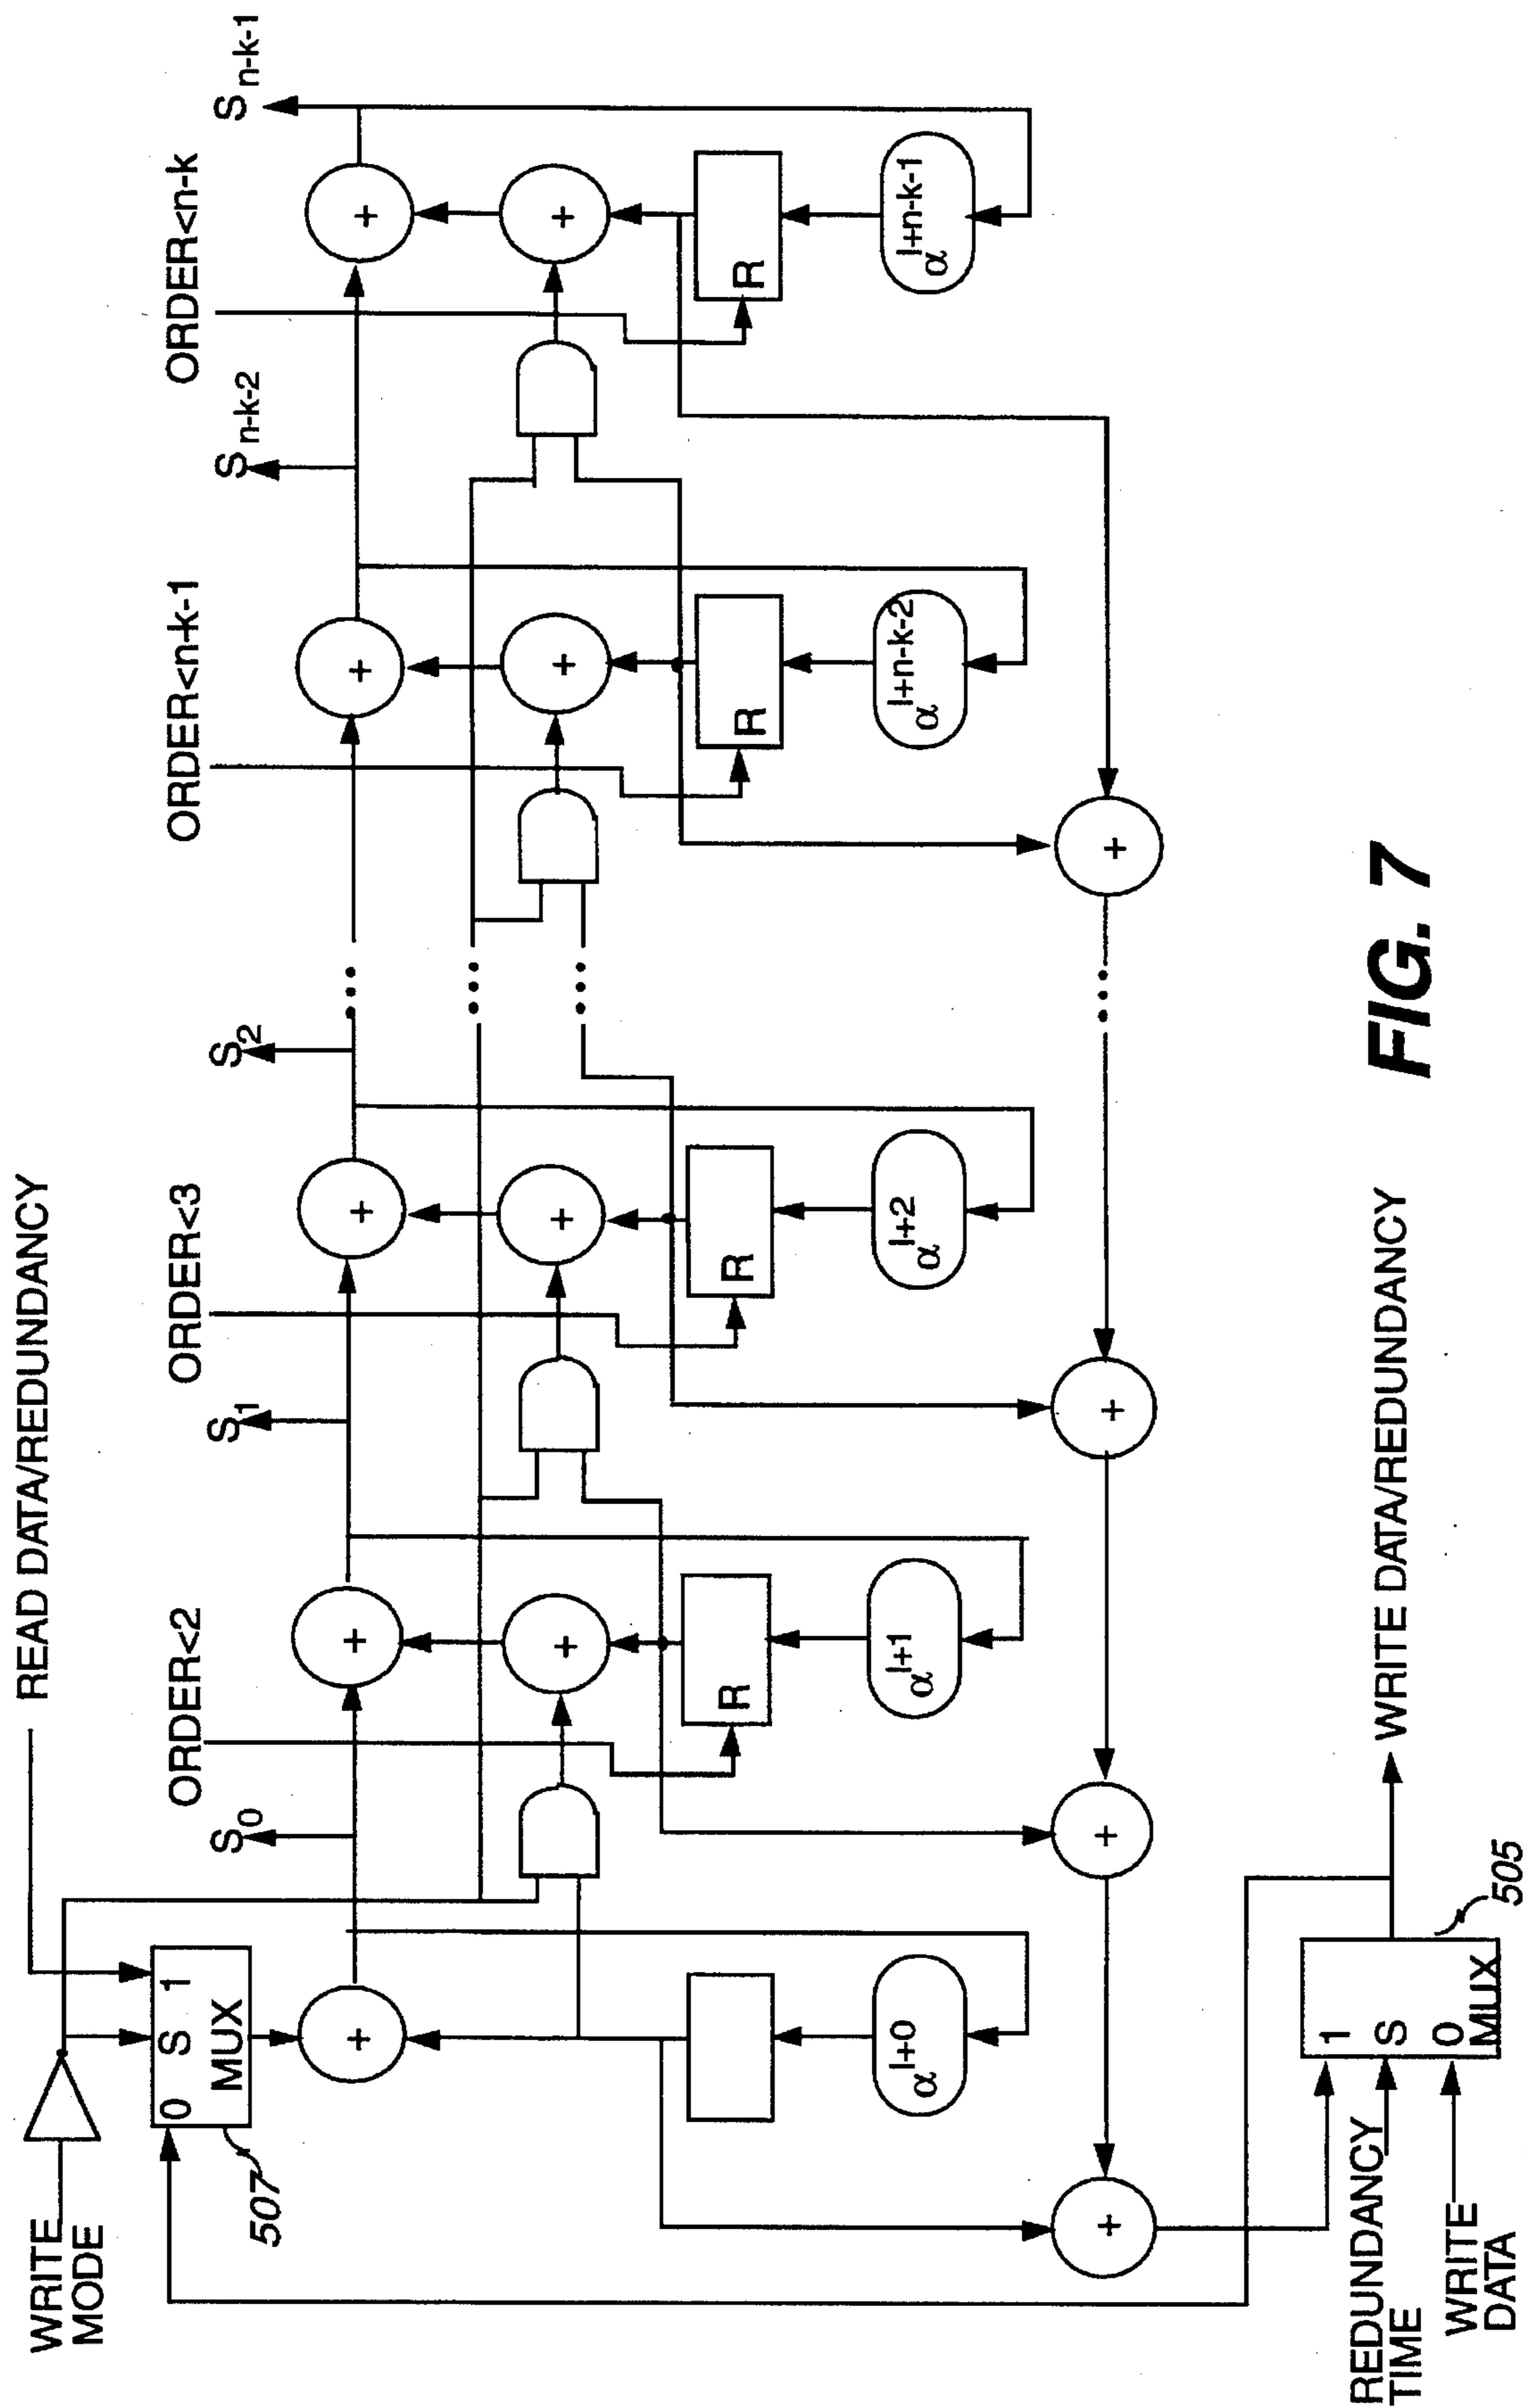 READ DATA/REDUNDANCY
WRITE
MODE
0 S 1
MUX
507
S0
ORDER<2
S1
ORDER<3
S2
ORDER<n-k-1
Sn-k-2
ORDER<n-k
Sn-k-1
+
+
+
+
+
+
+
+
+
R
R
R
R
αl+0
αl+1
αl+2
αl+n-k-2
αl+n-k-1
+
+
+
+
REDUNDANCY
TIME
WRITE
DATA
1
S
0
MUX
505
WRITE DATA/REDUNDANCY
FIG. 7